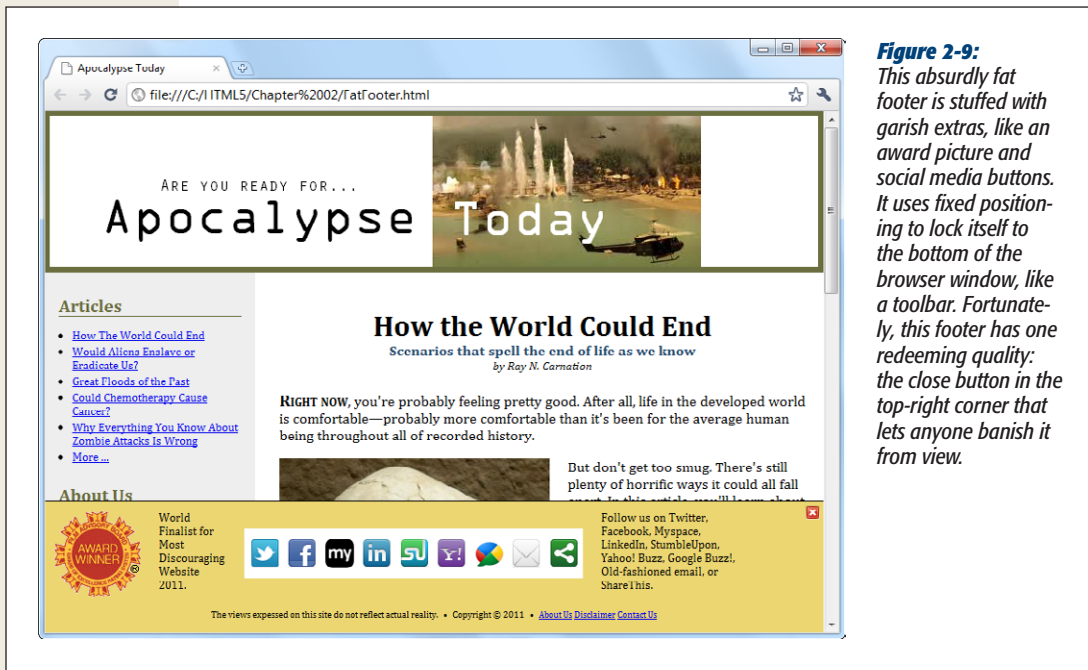 Apocalypse Today
file:///C:/HTML5/Chapter%2002/FatFooter.html
ARE YOU READY FOR...
Apocalypse Today
Articles
How The World Could End
Would Aliens Enslave or
Eradicate Us?
Great Floods of the Past
Could Chemotherapy Cause
Cancer?
Why Everything You Know About
Zombie Attacks Is Wrong
More ...
About Us
How the World Could End
Scenarios that spell the end of life as we know
by Ray N. Carnation
RIGHT NOW, you're probably feeling pretty good. After all, life in the developed world
is comfortable—probably more comfortable than it's been for the average human
being throughout all of recorded history.
But don't get too smug. There's still
plenty of horrific ways it could all fall
apart. In this article, you'll learn about
AWARD
WINNER
®
World
Finalist for
Most
Discouraging
Website
2011.
my
in
Y!
Follow us on Twitter,
Facebook, Myspace,
LinkedIn, StumbleUpon,
Yahoo! Buzz, Google Buzz!,
Old-fashioned email, or
ShareThis.
The views expressed on this site do not reflect actual reality. • Copyright © 2011 • About Us Disclaimer Contact Us
Figure 2-9:
This absurdly fat
footer is stuffed with
garish extras, like an
award picture and
social media buttons.
It uses fixed position-
ing to lock itself to
the bottom of the
browser window, like
a toolbar. Fortunate-
ly, this footer has one
redeeming quality:
the close button in the
top-right corner that
lets anyone banish it
from view.